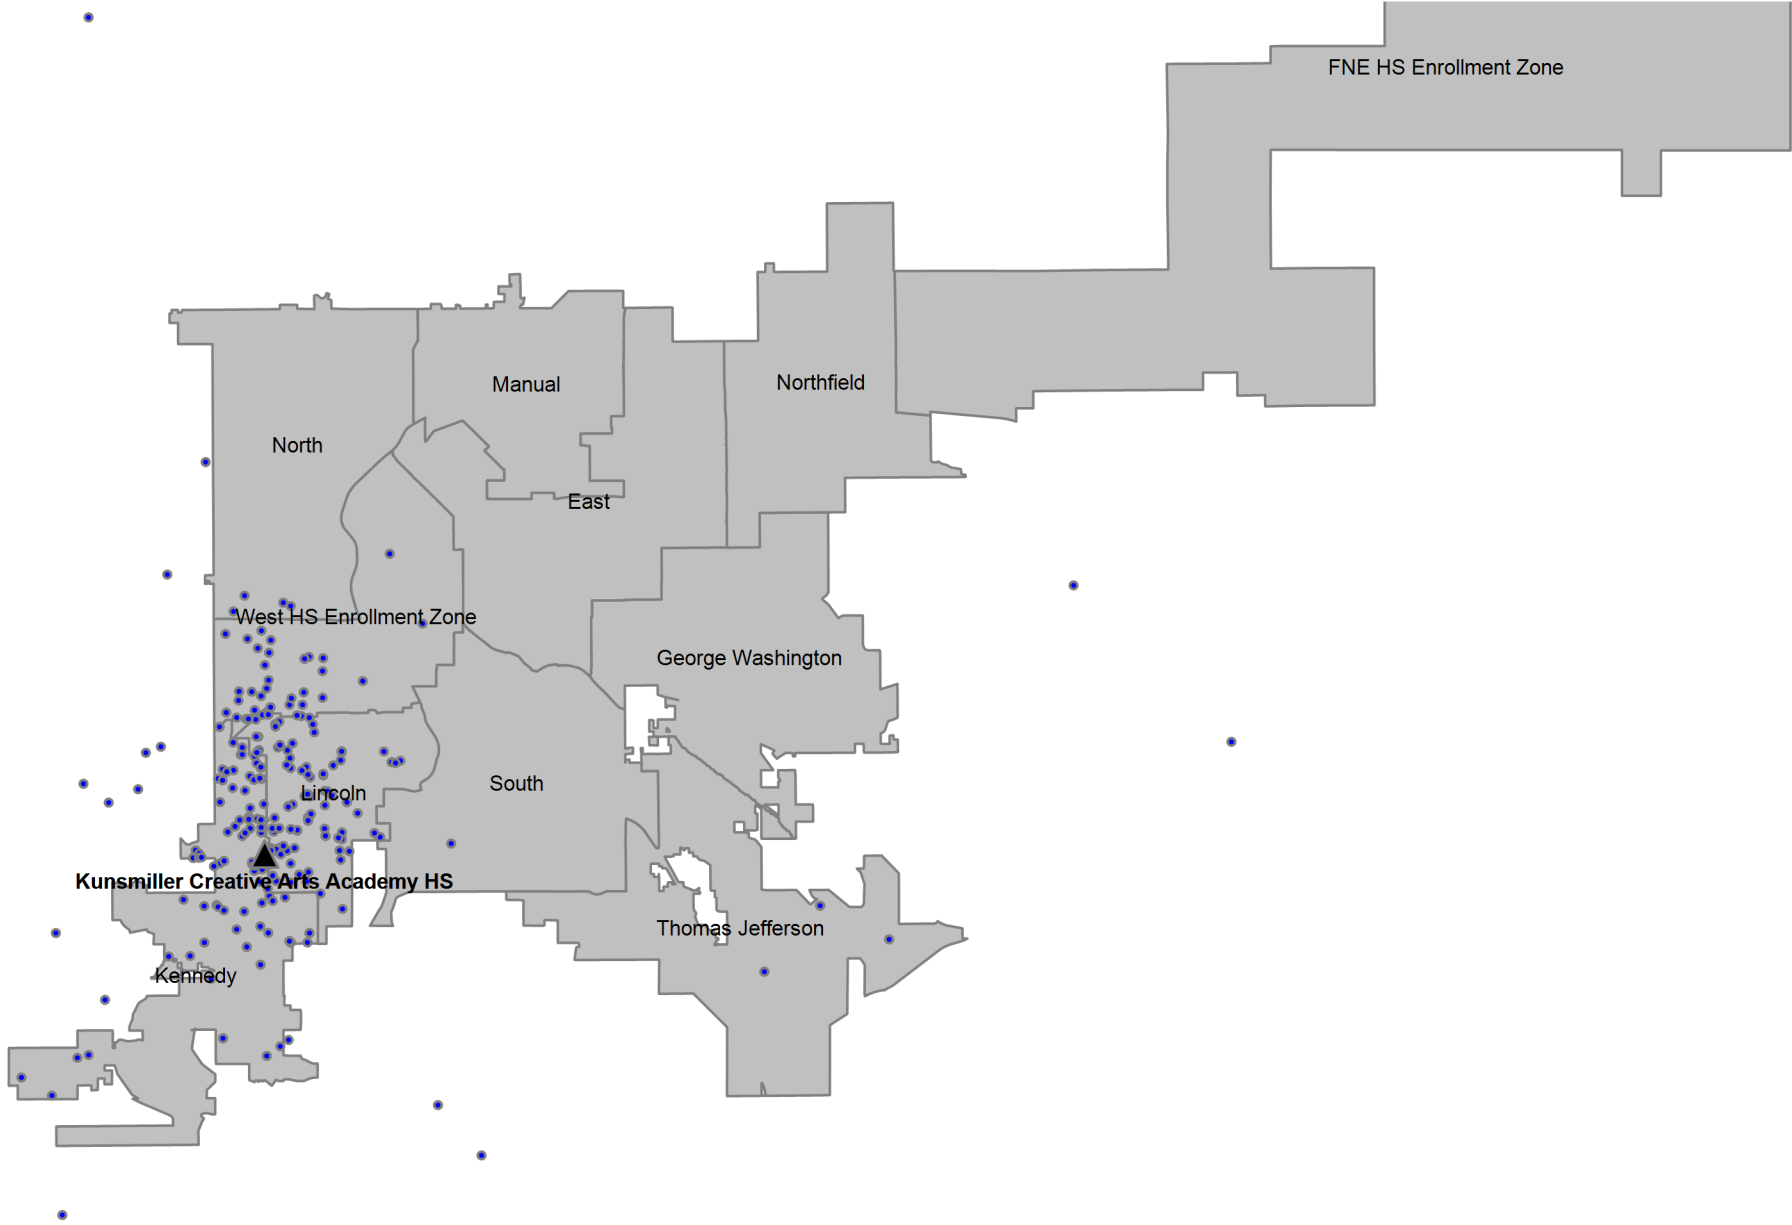 FNE HS Enrollment Zone
Northfield
Manual
North
East
West HS Enrollment Zone
George Washington
South
Lincoln
Kunsmiller Creative Arts Academy HS
Thomas Jefferson
Kennedy